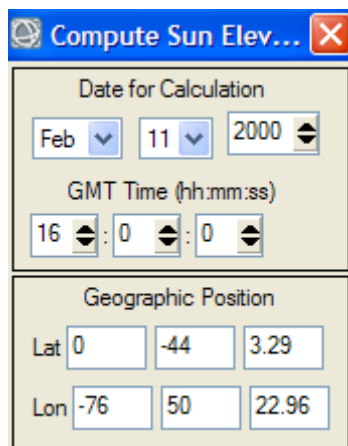 Compute Sun Elev...
Date for Calculation
Feb 11 2000
GMT Time (hh:mm:ss)
16 : 0 : 0
Geographic Position
Lat 0 -44 3.29
Lon -76 50 22.96